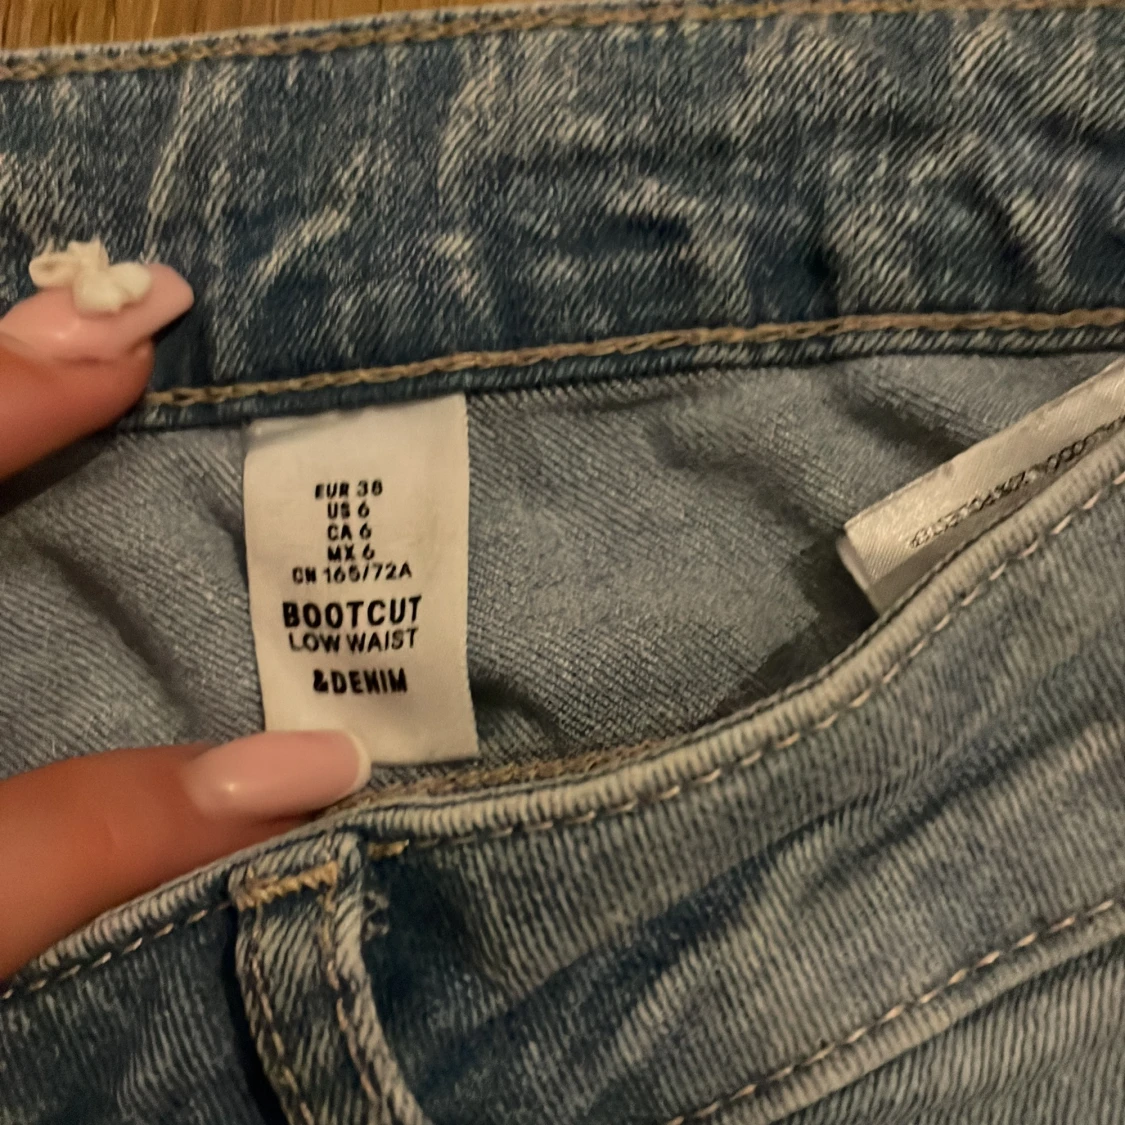 EUR 38
US 6
CA 6
MX 6
CN 165/72A
BOOTCUT
LOW WAIST
&DENIM